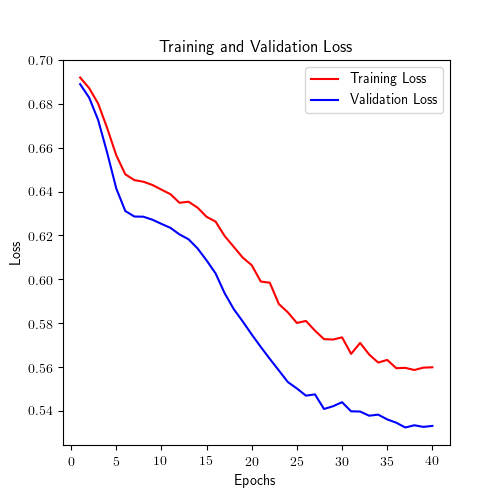 Training and Validation Loss
Training Loss
Validation Loss
0.70
0.68
0.66
0.64
0.62
0.60
0.58
0.56
0.54
Loss
0 5 10 15 20 25 30 35 40
Epochs